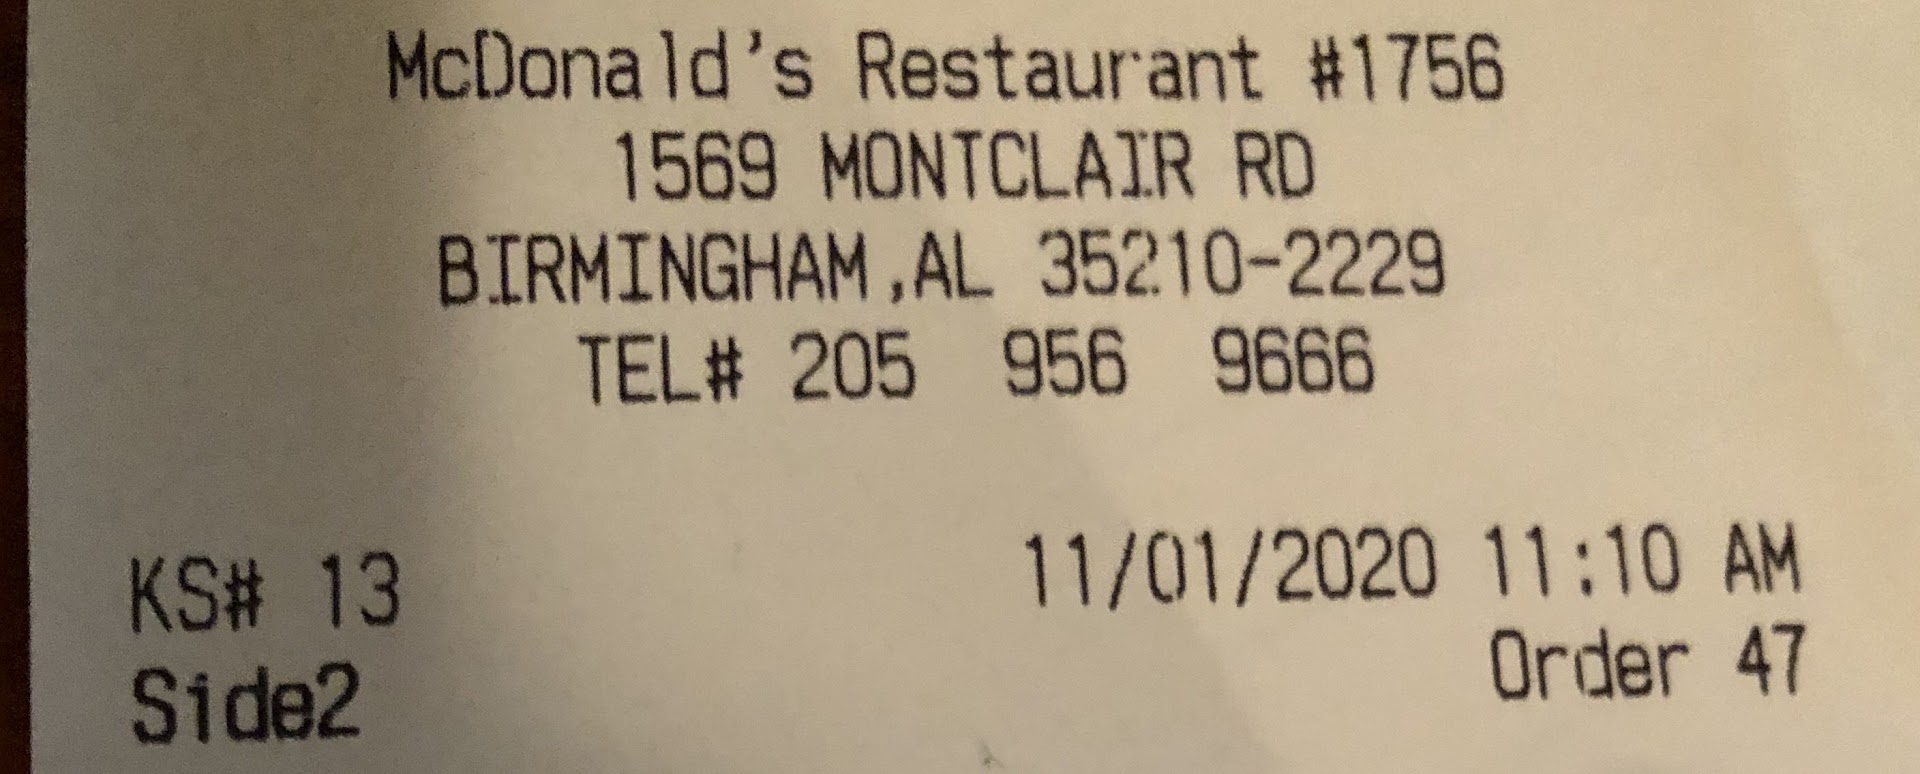 McDonald's Restaurant #1756
1569 MONTCLAIR RD
BIRMINGHAM,AL 35210-2229
TEL# 205 956 9666
KS# 13 11/01/2020 11:10 AM
Side2 Order 47